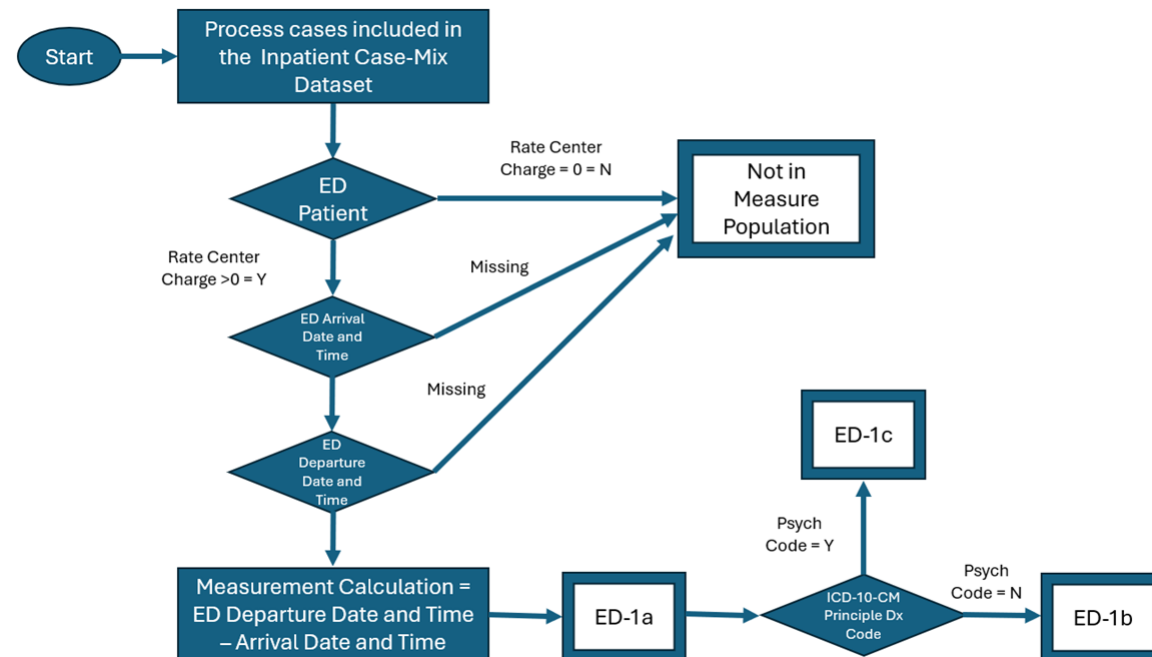 Start
Process cases included in
the Inpatient Case-Mix
Dataset
Rate Center
Charge = 0 = N
ED
Patient
Not in
Measure
Population
Rate Center
Charge >0 = Y
Missing
ED Arrival
Date and
Time
Missing
ED
Departure
Date and
Time
ED-1c
Psych
Code = Y
Measurement Calculation =
ED Departure Date and Time
– Arrival Date and Time
ED-1a
ICD-10-CM
Principle Dx
Code
Psych
Code = N
ED-1b